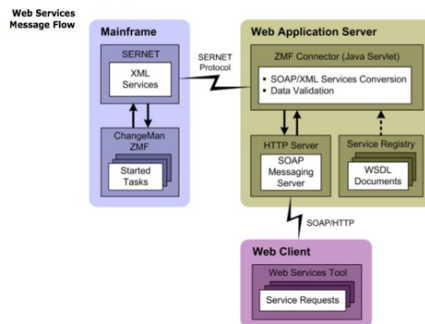 Web Services
Message Flow
Mainframe
SERNET
XML
Services
ChangeMan
ZMF
Started
Tasks
SERNET
Protocol
Web Application Server
ZMF Connector (Java Servlet)
• SOAP/XML Services Conversion
• Data Validation
HTTP Server
SOAP
Messaging
Server
Service Registry
WSDL
Documents
SOAP/HTTP
Web Client
Web Services Tool
Service Requests